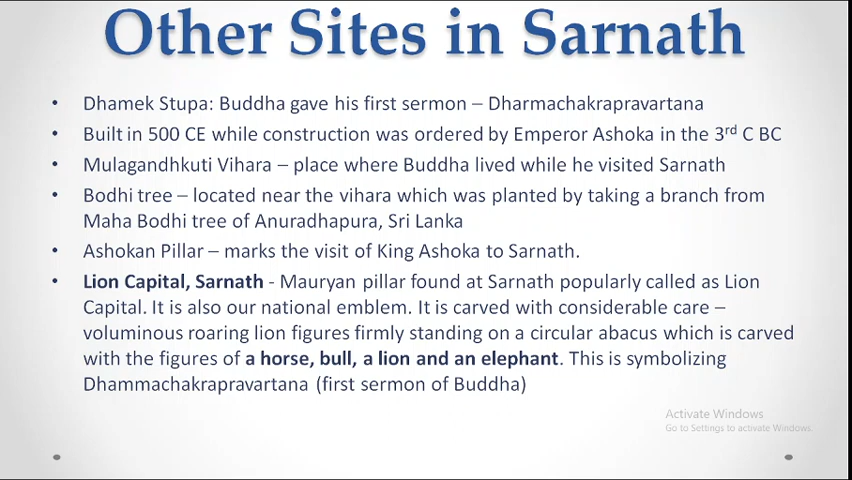 Other Sites in Sarnath
• Dhamek Stupa: Buddha gave his first sermon – Dharmachakrapravartana
• Built in 500 CE while construction was ordered by Emperor Ashoka in the 3rd C BC
• Mulagandhkuti Vihara – place where Buddha lived while he visited Sarnath
• Bodhi tree – located near the vihara which was planted by taking a branch from
Maha Bodhi tree of Anuradhapura, Sri Lanka
• Ashokan Pillar – marks the visit of King Ashoka to Sarnath.
• Lion Capital, Sarnath - Mauryan pillar found at Sarnath popularly called as Lion
Capital. It is also our national emblem. It is carved with considerable care –
voluminous roaring lion figures firmly standing on a circular abacus which is carved
with the figures of a horse, bull, a lion and an elephant. This is symbolizing
Dhammachakrapravartana (first sermon of Buddha)
Activate Windows
Go to Settings to activate Windows.